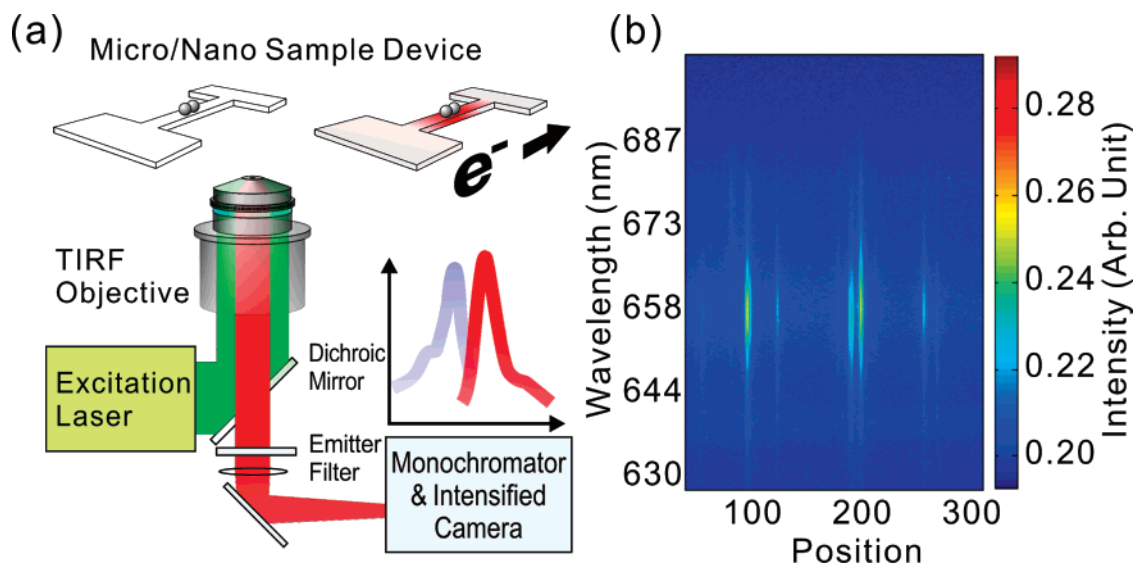 (a)
Micro/Nano Sample Device
e-
TIRF
Objective
Excitation
Laser
Dichroic
Mirror
Emitter
Filter
Monochromator
& Intensified
Camera
(b)
Wavelength (nm)
687
673
658
644
630
100 200 300
Position
0.28
0.26
0.24
0.22
0.20
Intensity (Arb. Unit)